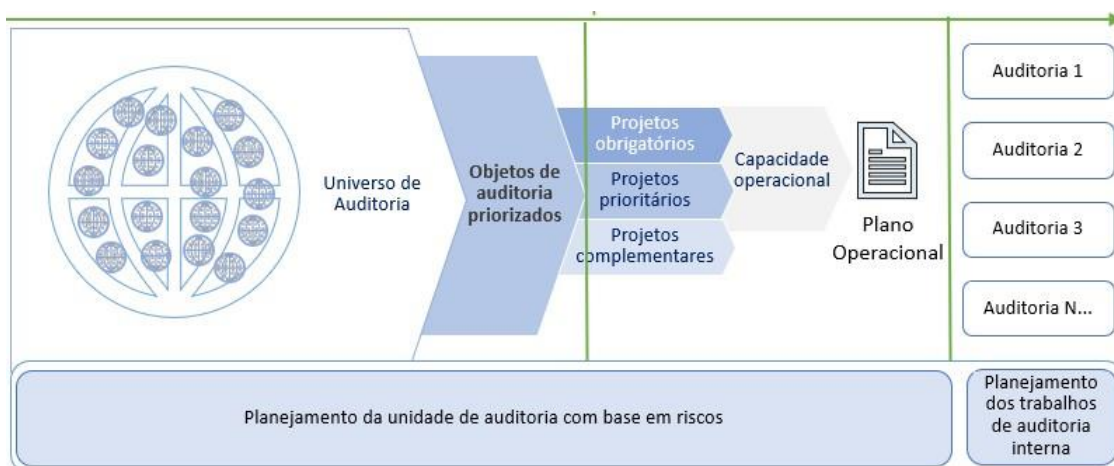 Universo de
Auditoria
Objetos de
auditoria
priorizados
Projetos
obrigatórios
Projetos
prioritários
Projetos
complementares
Capacidade
operacional
Plano
Operacional
Auditoria 1
Auditoria 2
Auditoria 3
Auditoria N...
Planejamento da unidade de auditoria com base em riscos
Planejamento
dos trabalhos
de auditoria
interna